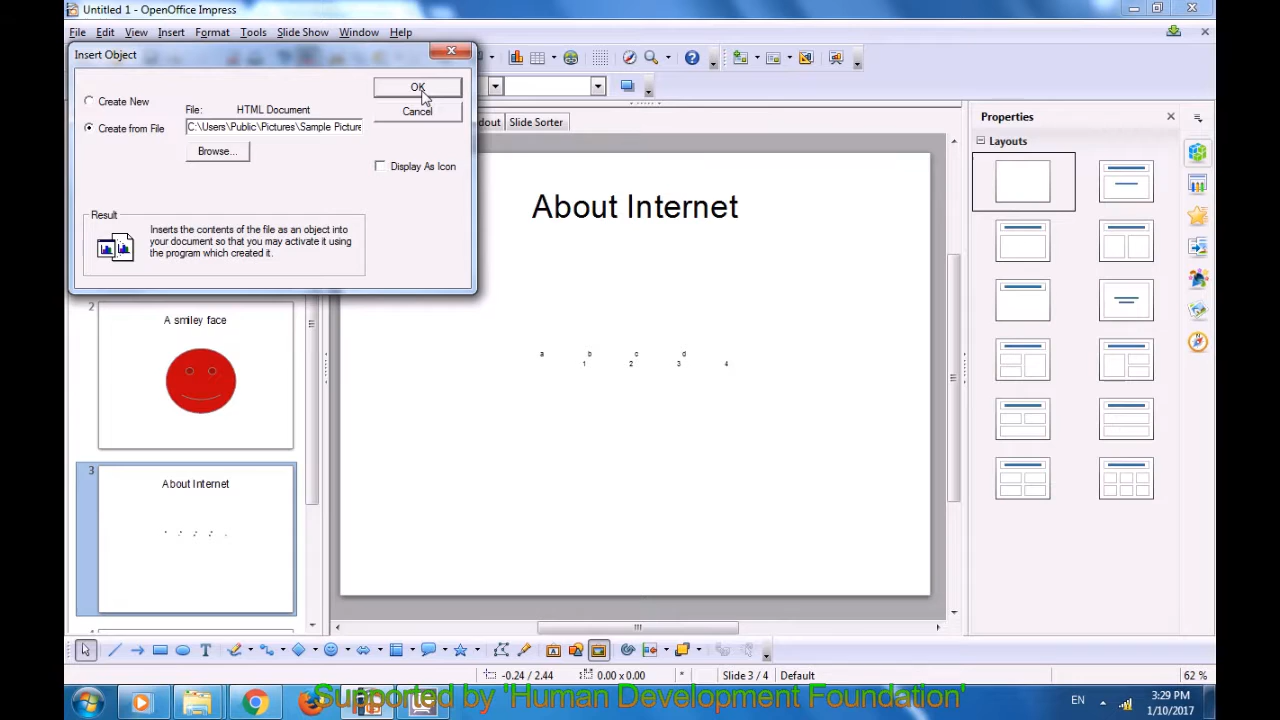 Untitled 1 - OpenOffice Impress
File Edit View Insert Format Tools Slide Show Window Help
Insert Object
Create New
File: HTML Document
Create from File
C:\Users\Public\Pictures\Sample Picture
Browse...
OK
Cancel
Display As Icon
Result
Inserts the contents of the file as an object into
your document so that you may activate it using
the program which created it.
dout Slide Sorter
Properties
Layouts
About Internet
a b c d
1 2 3 4
2
A smiley face
3
About Internet
-0.24 / 2.44
0.00 x 0.00
*
Slide 3 / 4
Default
62 %
EN
3:29 PM
1/10/2017
Supported by 'Human Development Foundation'